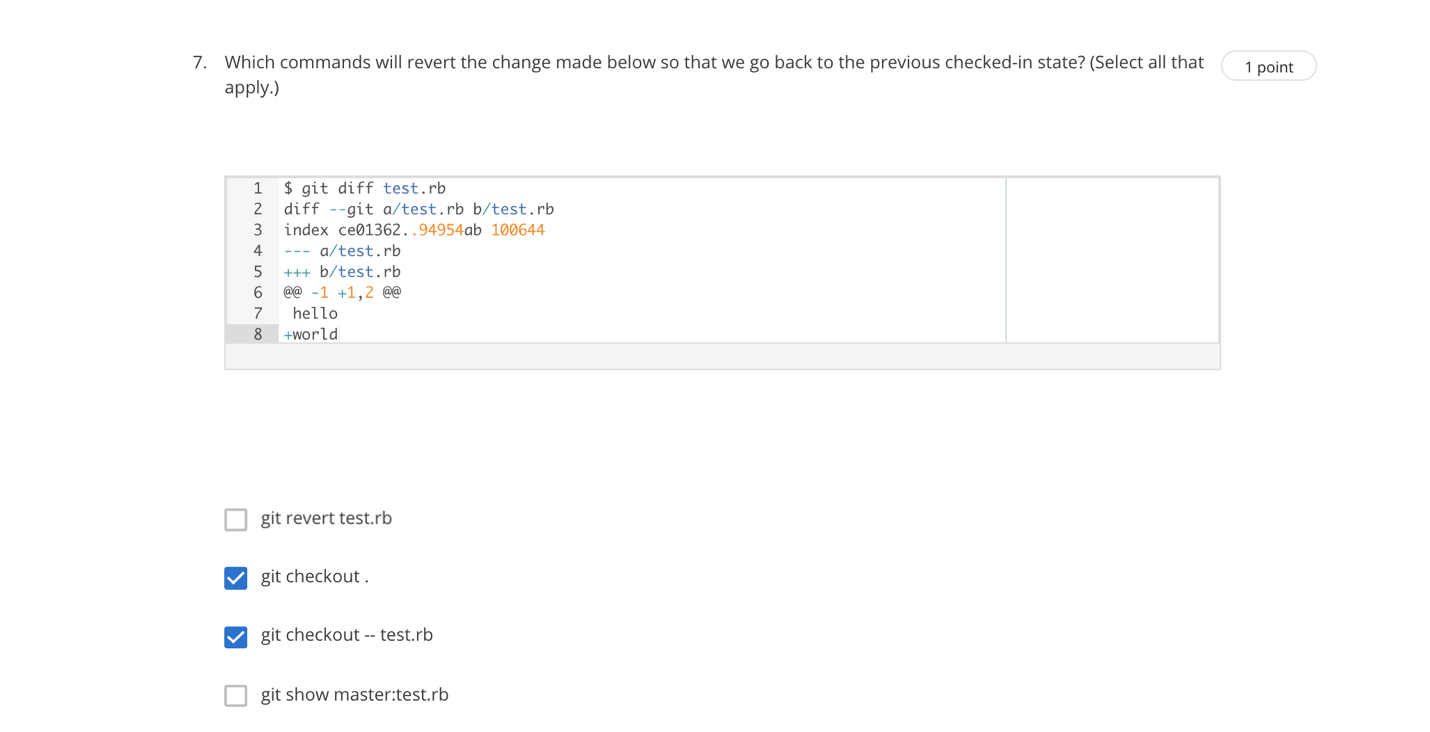 7. Which commands will revert the change made below so that we go back to the previous checked-in state? (Select all that
apply.)
1 point
1 $ git diff test.rb
2 diff --git a/test.rb b/test.rb
3 index ce01362..94954ab 100644
4 --- a/test.rb
5 +++ b/test.rb
6 @@ -1 +1,2 @@
7  hello
8 +world
git revert test.rb
git checkout .
git checkout -- test.rb
git show master:test.rb